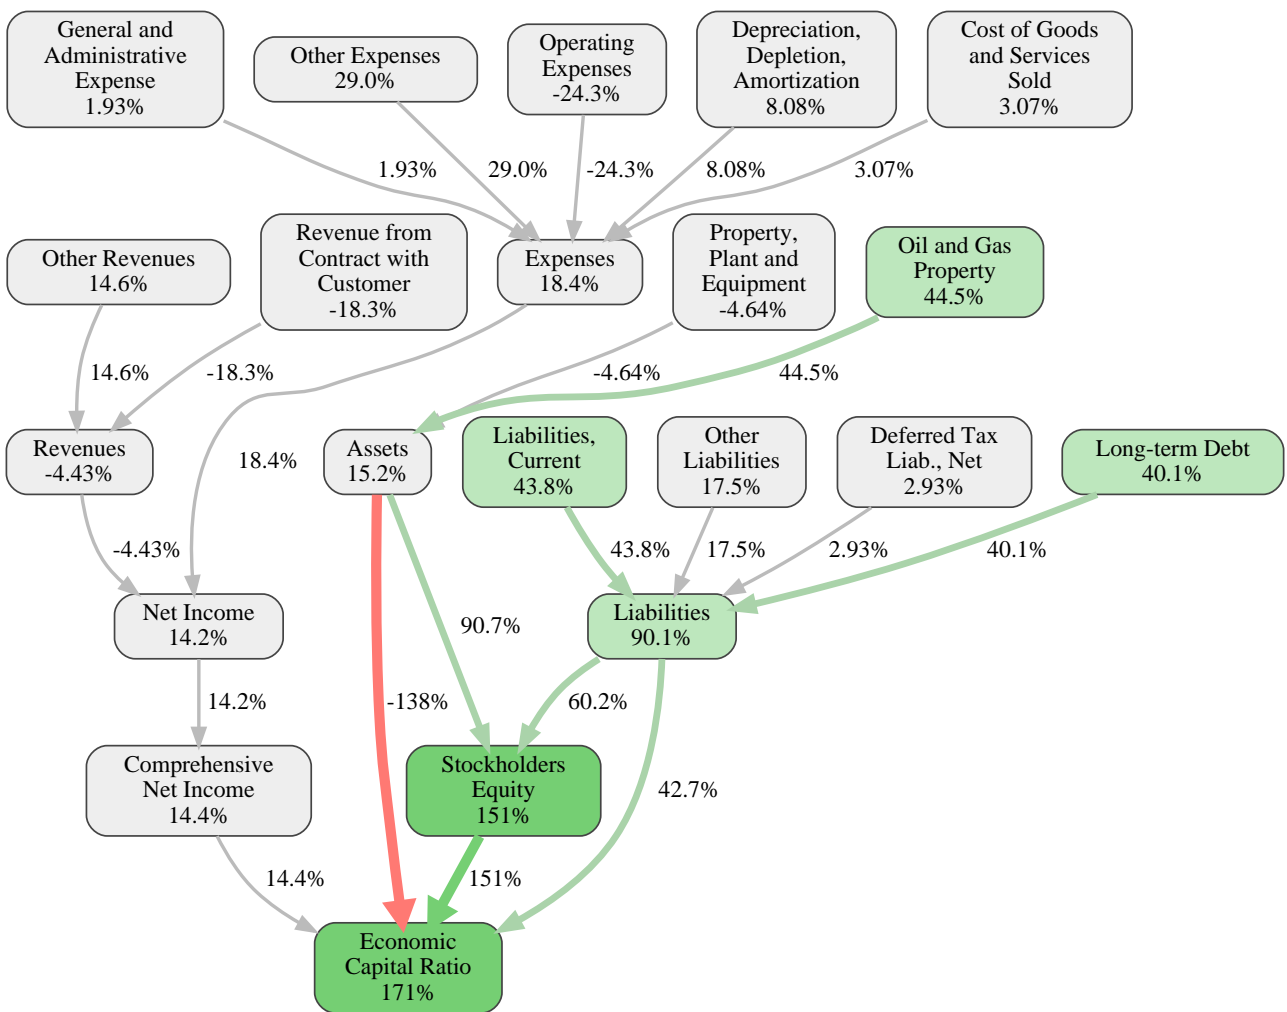 General and
Administrative
Expense
1.93%
Other Expenses
29.0%
Operating
Expenses
-24.3%
Depreciation,
Depletion,
Amortization
8.08%
Cost of Goods
and Services
Sold
3.07%
1.93%
29.0%
-24.3%
8.08%
3.07%
Other Revenues
14.6%
Revenue from
Contract with
Customer
-18.3%
Expenses
18.4%
Property,
Plant and
Equipment
-4.64%
Oil and Gas
Property
44.5%
14.6%
-18.3%
-4.64%
44.5%
Revenues
-4.43%
18.4%
Assets
15.2%
Liabilities,
Current
43.8%
Other
Liabilities
17.5%
Deferred Tax
Liab., Net
2.93%
Long-term Debt
40.1%
-4.43%
43.8%
17.5%
2.93%
40.1%
Net Income
14.2%
90.7%
Liabilities
90.1%
14.2%
-138%
60.2%
Comprehensive
Net Income
14.4%
Stockholders
Equity
151%
42.7%
14.4%
151%
Economic
Capital Ratio
171%